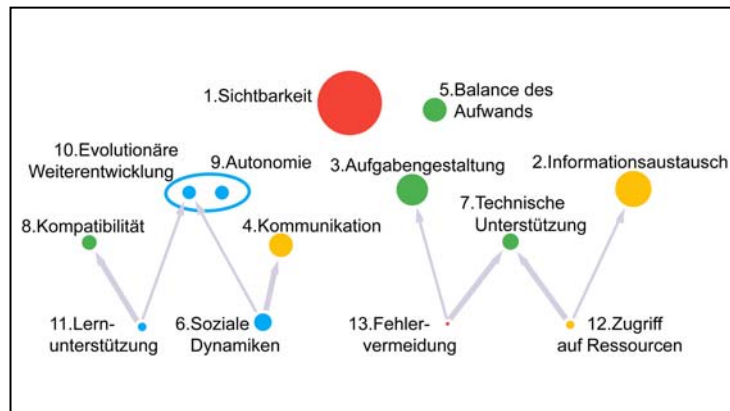 1.Sichtbarkeit
5.Balance des
Aufwands
10.Evolutionäre
Weiterentwicklung
9.Autonomie
3.Aufgabengestaltung
2.Informationsaustausch
8.Kompatibilität
4.Kommunikation
7.Technische
Unterstützung
11.Lern-
unterstützung
6.Soziale
Dynamiken
13.Fehler-
vermeidung
12.Zugriff
auf Ressourcen